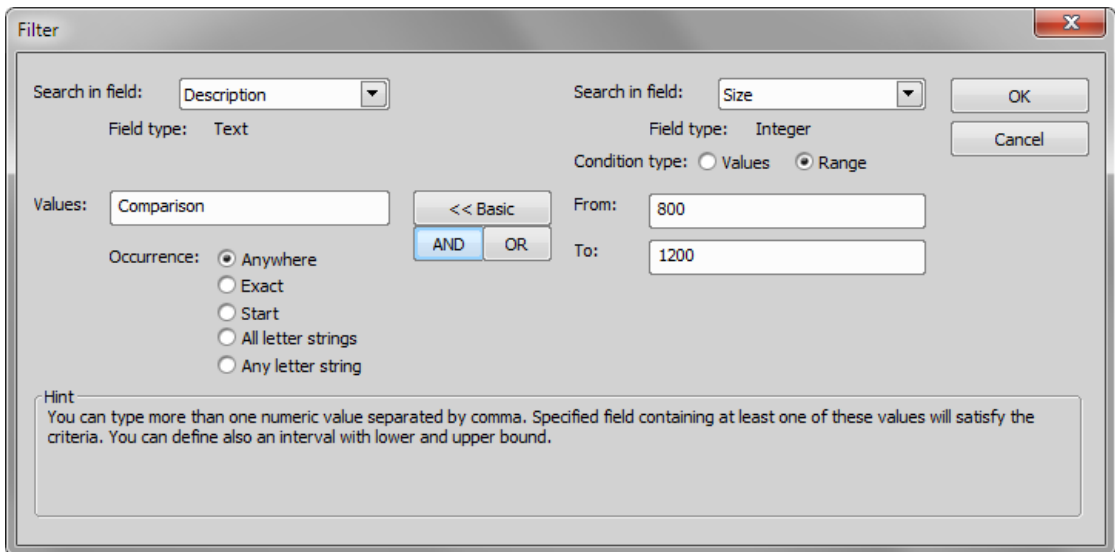 Filter
Search in field: Description
Field type: Text
Search in field: Size
Field type: Integer
Condition type: Values Range
OK
Cancel
Values: Comparison
Occurrence: Anywhere
Exact
Start
All letter strings
Any letter string
<< Basic
AND OR
From: 800
To: 1200
Hint
You can type more than one numeric value separated by comma. Specified field containing at least one of these values will satisfy the
criteria. You can define also an interval with lower and upper bound.